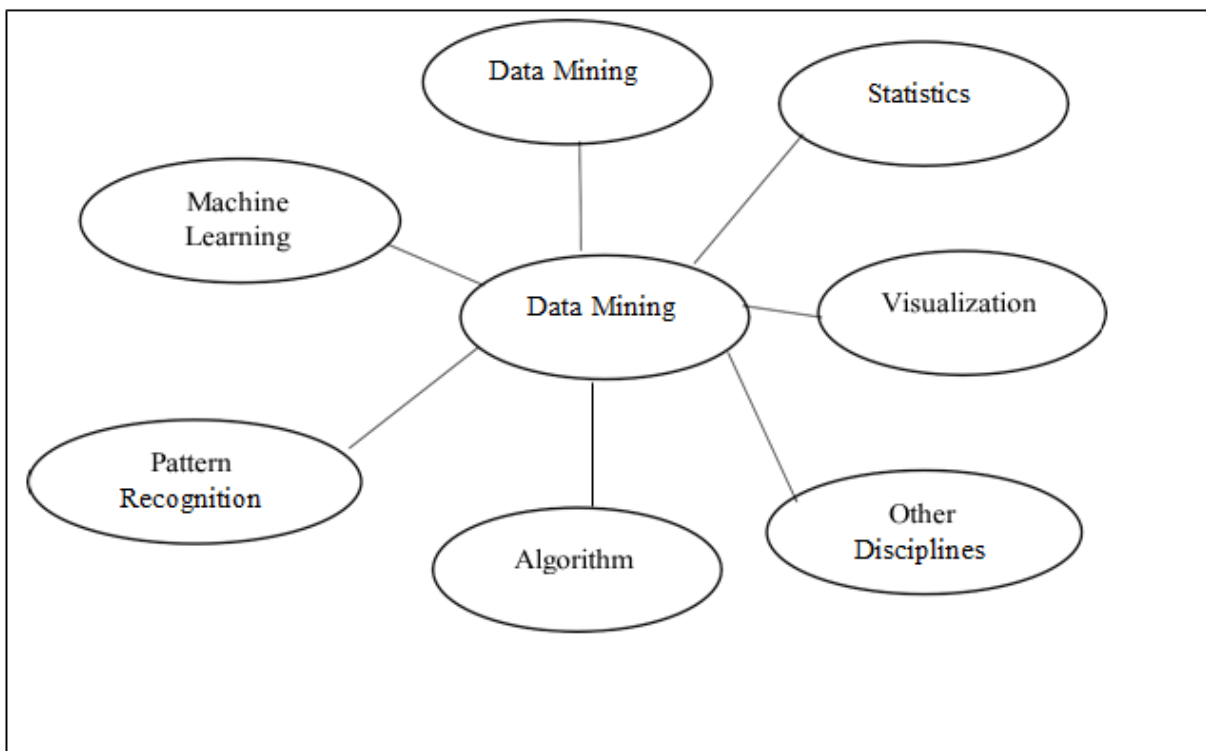 Data Mining
Statistics
Machine
Learning
Data Mining
Visualization
Pattern
Recognition
Algorithm
Other
Disciplines